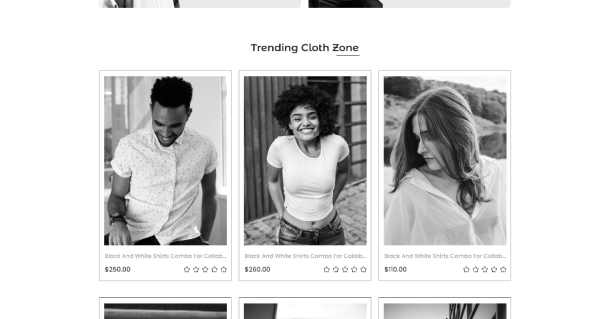 Trending Cloth Zone
Black And White Shirts Combo For Collab...
$250.00
Black And White Shirts Combo For Collab...
$260.00
Black And White Shirts Combo For Collab...
$110.00